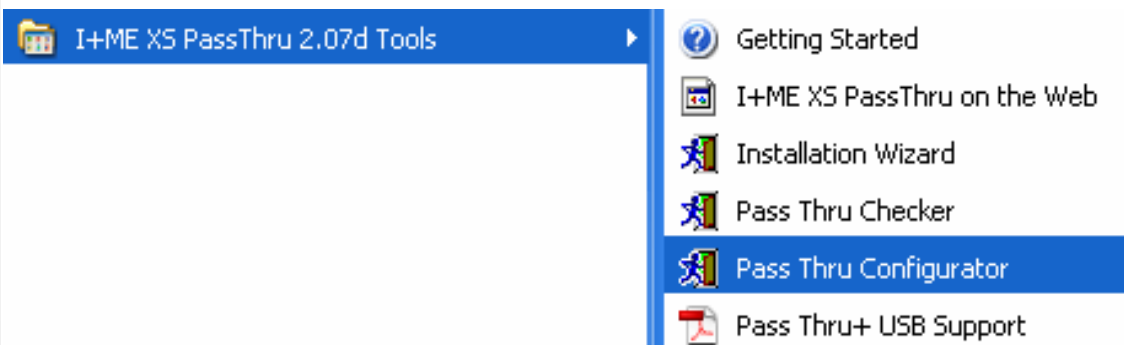 I+ME XS PassThru 2.07d Tools
Getting Started
I+ME XS PassThru on the Web
Installation Wizard
Pass Thru Checker
Pass Thru Configurator
Pass Thru+ USB Support